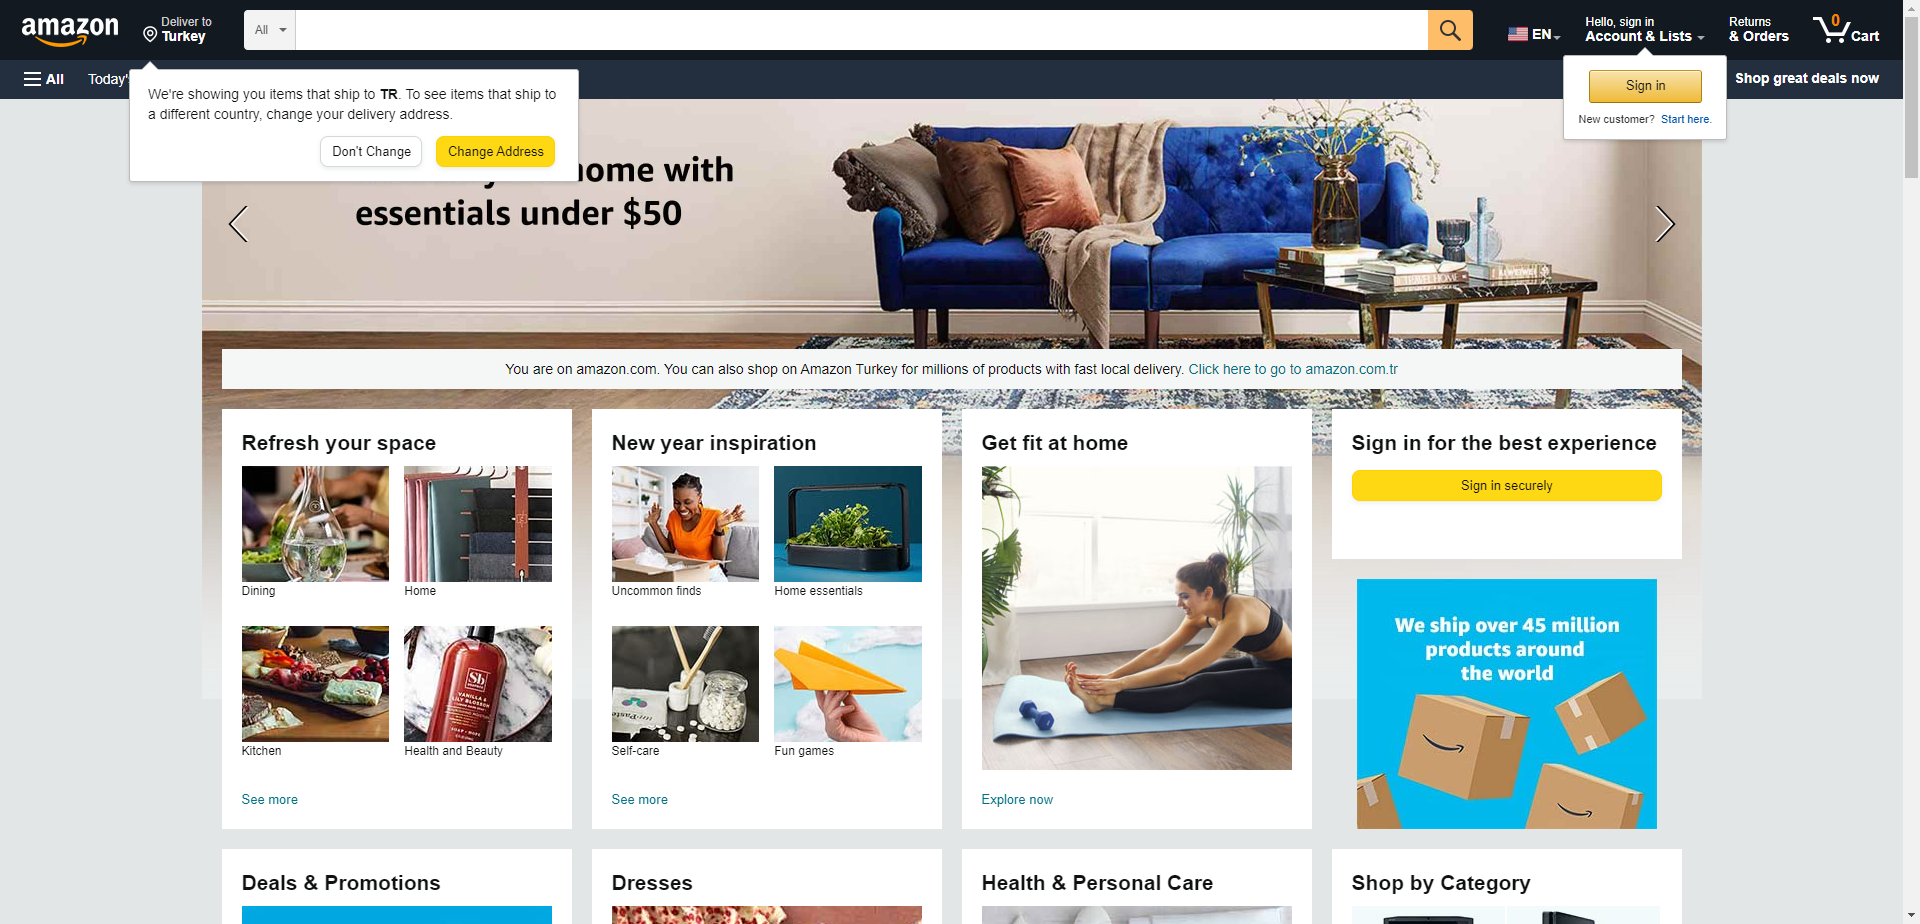 amazon
Deliver to
Turkey
All
EN
Hello, sign in
Account & Lists
Returns
& Orders
0
Cart
All
Today'
Shop great deals now
We're showing you items that ship to TR. To see items that ship to
a different country, change your delivery address.
Don't Change
Change Address
Sign in
New customer? Start here.
home with
essentials under $50
You are on amazon.com. You can also shop on Amazon Turkey for millions of products with fast local delivery. Click here to go to amazon.com.tr
Refresh your space
Dining
Home
Kitchen
VANILLA &
LILY BLOSSOM
Health and Beauty
See more
New year inspiration
Uncommon finds
Home essentials
Self-care
Fun games
See more
Get fit at home
Explore now
Sign in for the best experience
Sign in securely
We ship over 45 million
products around
the world
Deals & Promotions
Dresses
Health & Personal Care
Shop by Category